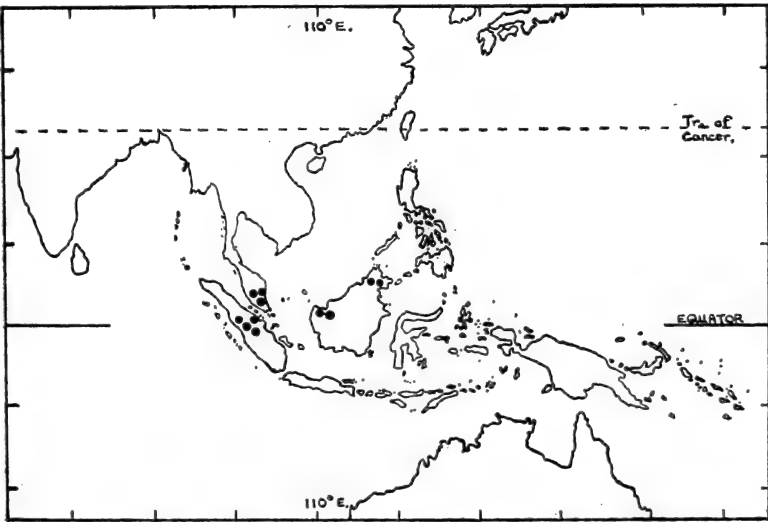 110° E.
Tr. of
Cancer.
EQUATOR
110° E.